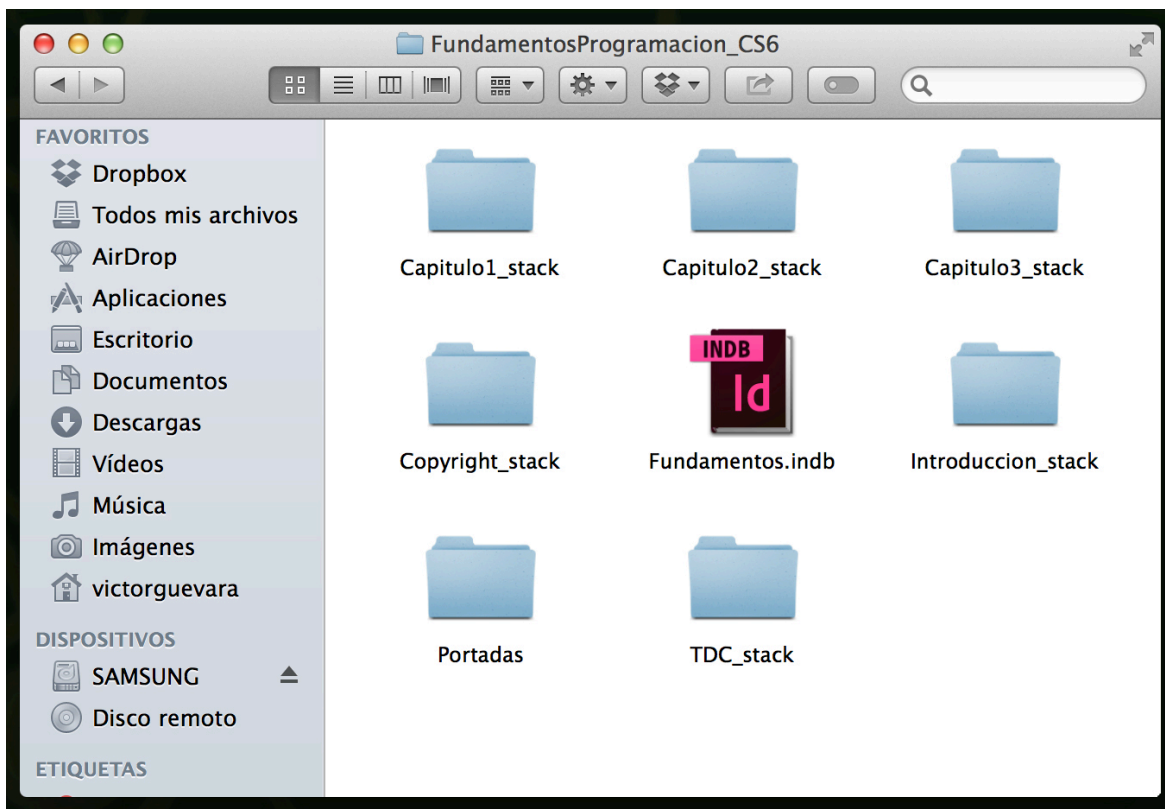 FundamentosProgramacion_CS6
FAVORITOS
Dropbox
Todos mis archivos
AirDrop
Aplicaciones
Escritorio
Documentos
Descargas
Vídeos
Música
Imágenes
victorguevara
DISPOSITIVOS
SAMSUNG
Disco remoto
ETIQUETAS
Capitulo1_stack
Capitulo2_stack
Capitulo3_stack
Copyright_stack
INDB
Id
Fundamentos.indb
Introduccion_stack
Portadas
TDC_stack